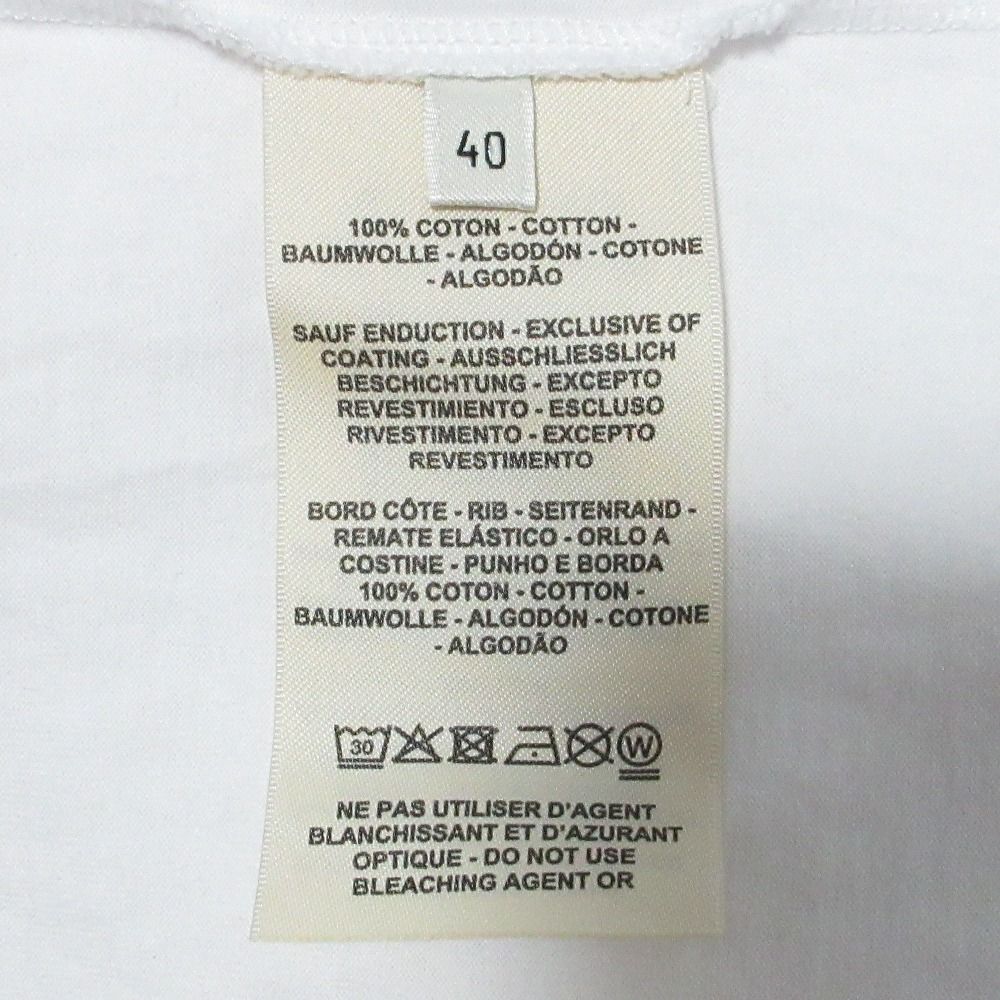 40
100% COTON - COTTON -
BAUMWOLLE - ALGODÓN - COTONE
- ALGODÃO
SAUF ENDUCTION - EXCLUSIVE OF
COATING - AUSSCHLIESSLICH
BESCHICHTUNG - EXCEPTO
REVESTIMIENTO - ESCLUSO
RIVESTIMENTO - EXCEPTO
REVESTIMENTO
BORD CÔTE - RIB - SEITENRAND -
REMATE ELÁSTICO - ORLO A
COSTINE - PUNHO E BORDA
100% COTON - COTTON -
BAUMWOLLE - ALGODÓN - COTONE
- ALGODÃO
30 W
NE PAS UTILISER D'AGENT
BLANCHISSANT ET D'AZURANT
OPTIQUE - DO NOT USE
BLEACHING AGENT OR